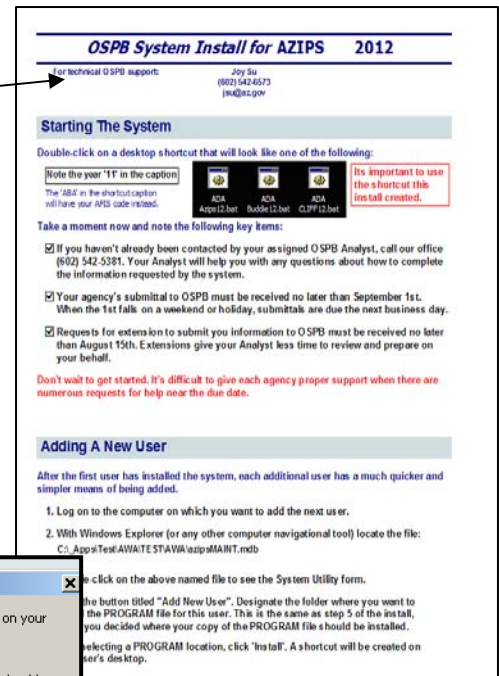 OSPB System Install for AZIPS 2012
For technical OSPB support:
Joy Su
(602) 542-6573
jsu@az.gov
Starting The System
Double-click on a desktop shortcut that will look like one of the following:
Note the year '11' in the caption
The 'ABA' in the shortcut caption
will have your AFIS code instead.
ADA
Azips12.bat
ADA
Buddie12.bat
ADA
CLIFF12.bat
Its important to use
the shortcut this
install created.
Take a moment now and note the following key items:
If you haven't already been contacted by your assigned OSPB Analyst, call our office
(602) 542-5381. Your Analyst will help you with any questions about how to complete
the information requested by the system.
Your agency's submittal to OSPB must be received no later than September 1st.
When the 1st falls on a weekend or holiday, submittals are due the next business day.
Requests for extension to submit you information to OSPB must be received no later
than August 15th. Extensions give your Analyst less time to review and prepare on
your behalf.
Don't wait to get started. It's difficult to give each agency proper support when there are
numerous requests for help near the due date.
Adding A New User
After the first user has installed the system, each additional user has a much quicker and
simpler means of being added.
1. Log on to the computer on which you want to add the next user.
2. With Windows Explorer (or any other computer navigational tool) locate the file:
C:\_Apps\Test\AWA\TEST\AWA\azipsMAINT.mdb
click on the above named file to see the System Utility form.
the button titled "Add New User". Designate the folder where you want to
the PROGRAM file for this user. This is the same as step 5 of the install,
you decided where your copy of the PROGRAM file should be installed.
selecting a PROGRAM location, click 'Install'. A shortcut will be created on
user's desktop.
on your